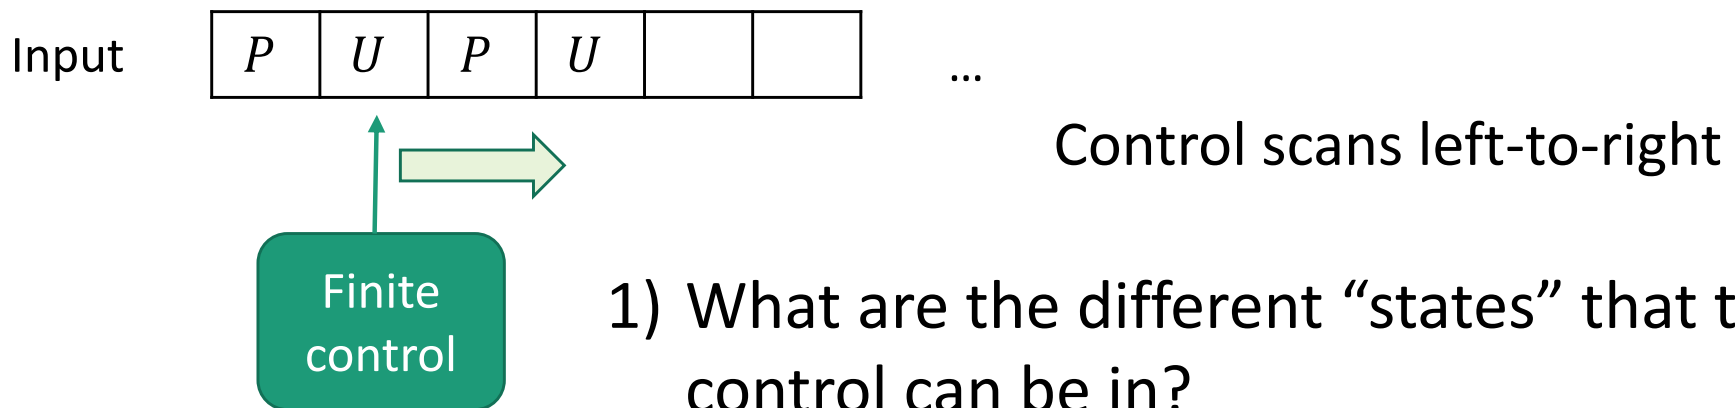 Input P U P U ...
Control scans left-to-right
Finite
control
1) What are the different “states” that t
control can be in?